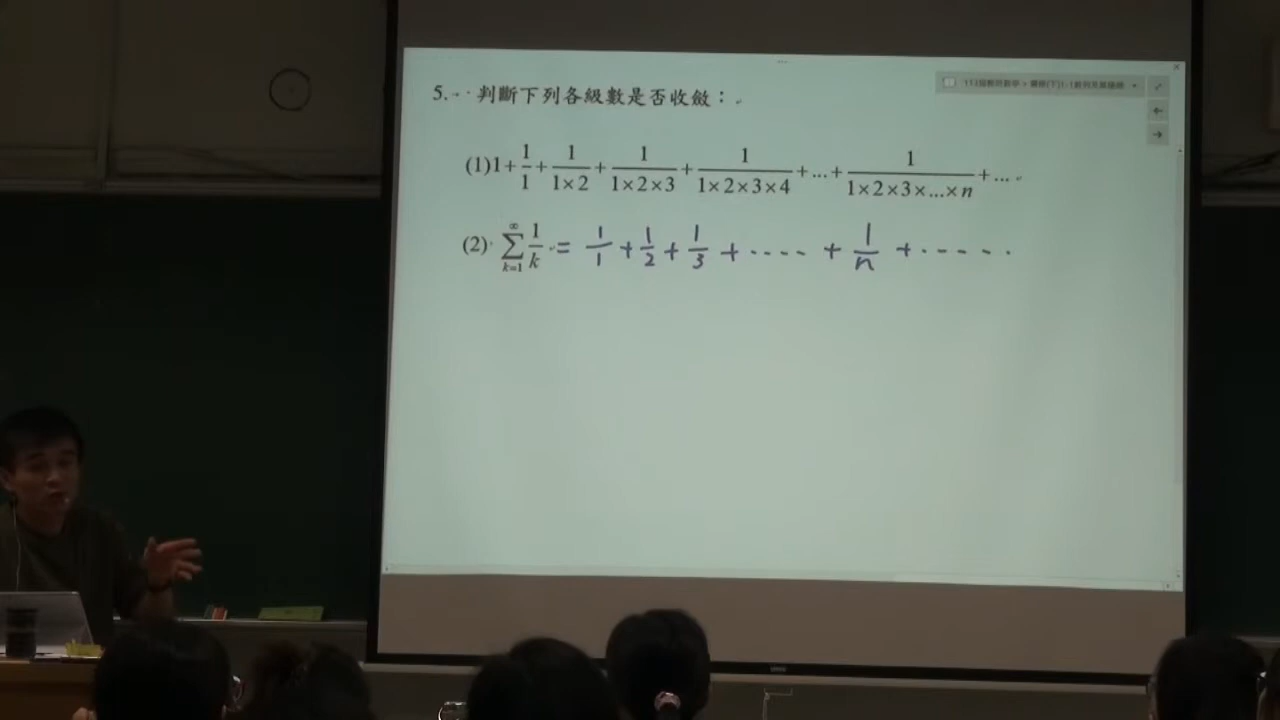 5. 判斷下列各級數是否收斂：
(1) 1 + 1/1 + 1/(1×2) + 1/(1×2×3) + 1/(1×2×3×4) + ... + 1/(1×2×3×...×n) + ...
(2) ∑_{k=1}^{∞} 1/k = 1/1 + 1/2 + 1/3 + ···· + 1/n + ·····